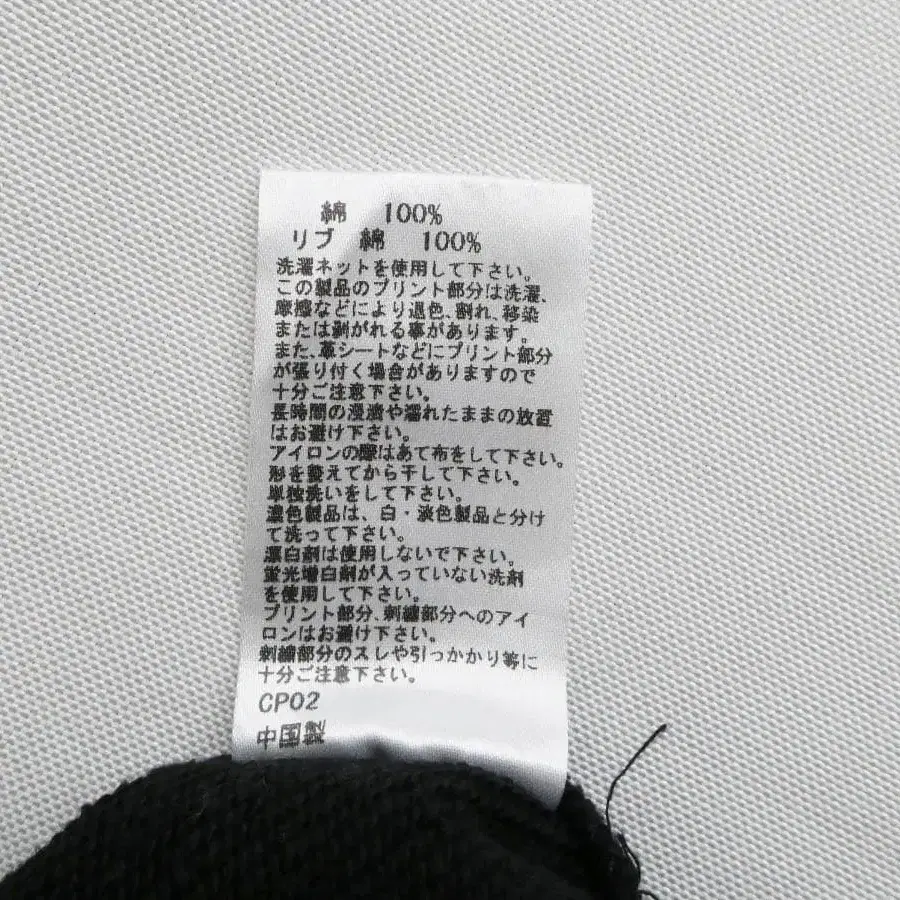 綿 100%
リブ 綿 100%
洗濯ネットを使用して下さい。
この製品のプリント部分は洗濯、
摩擦などにより退色、割れ、移染
または剥がれる事があります。
また、革シートなどにプリント部分
が張り付く場合がありますので
十分ご注意下さい。
長時間の浸漬や濡れたままの放置
はお避け下さい。
アイロンの際はあて布をして下さい。
形を整えてから干して下さい。
単独洗いをして下さい。
濃色製品は、白・淡色製品と分け
て洗って下さい。
漂白剤は使用しないで下さい。
蛍光増白剤が入っていない洗剤
を使用して下さい。
プリント部分、刺繍部分へのアイ
ロンはお避け下さい。
刺繍部分のスレや引っかかり等に
十分ご注意下さい。
CP02
中国製